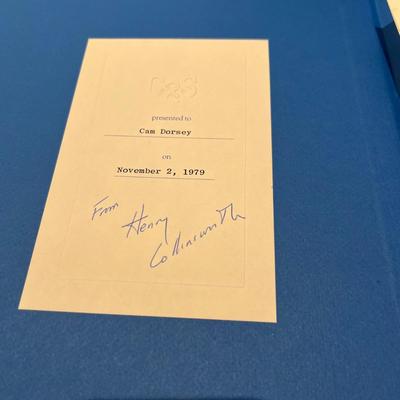 C&S
presented to
Cam Dorsey
on
November 2, 1979
From
Henry
Collinsworth